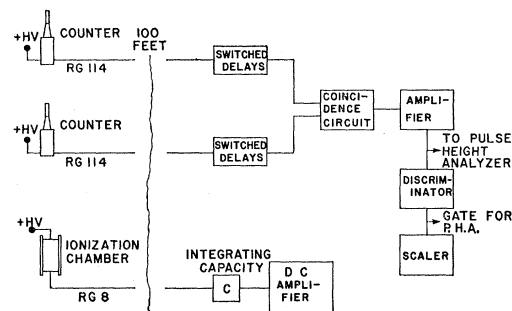 +HV
COUNTER
100
FEET
RG 114
SWITCHED
DELAYS
+HV
COUNTER
RG 114
SWITCHED
DELAYS
COINCI-
DENCE
CIRCUIT
AMPLI-
FIER
TO PULSE
HEIGHT
ANALYZER
DISCRIM-
INATOR
GATE FOR
P.H.A.
SCALER
+HV
IONIZATION
CHAMBER
RG 8
INTEGRATING
CAPACITY
C
D C
AMPLI-
FIER